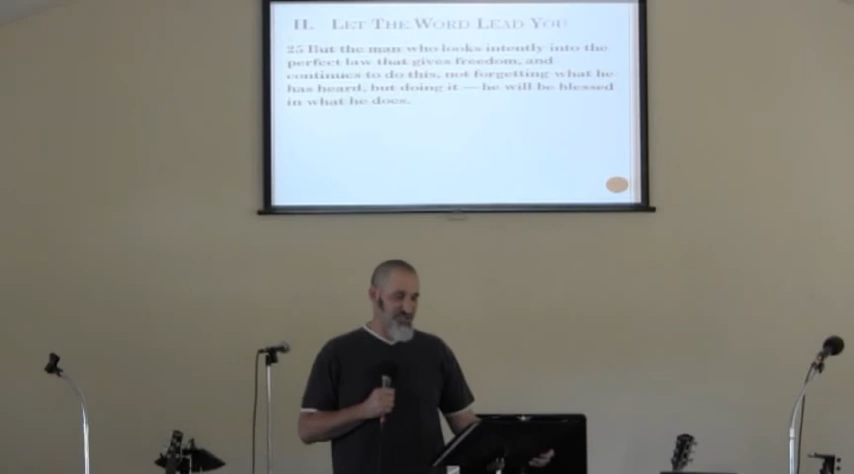 II. LET THE WORD LEAD YOU
25 But the man who looks intently into the
perfect law that gives freedom, and
continues to do this, not forgetting what he
has heard, but doing it — he will be blessed
in what he does.